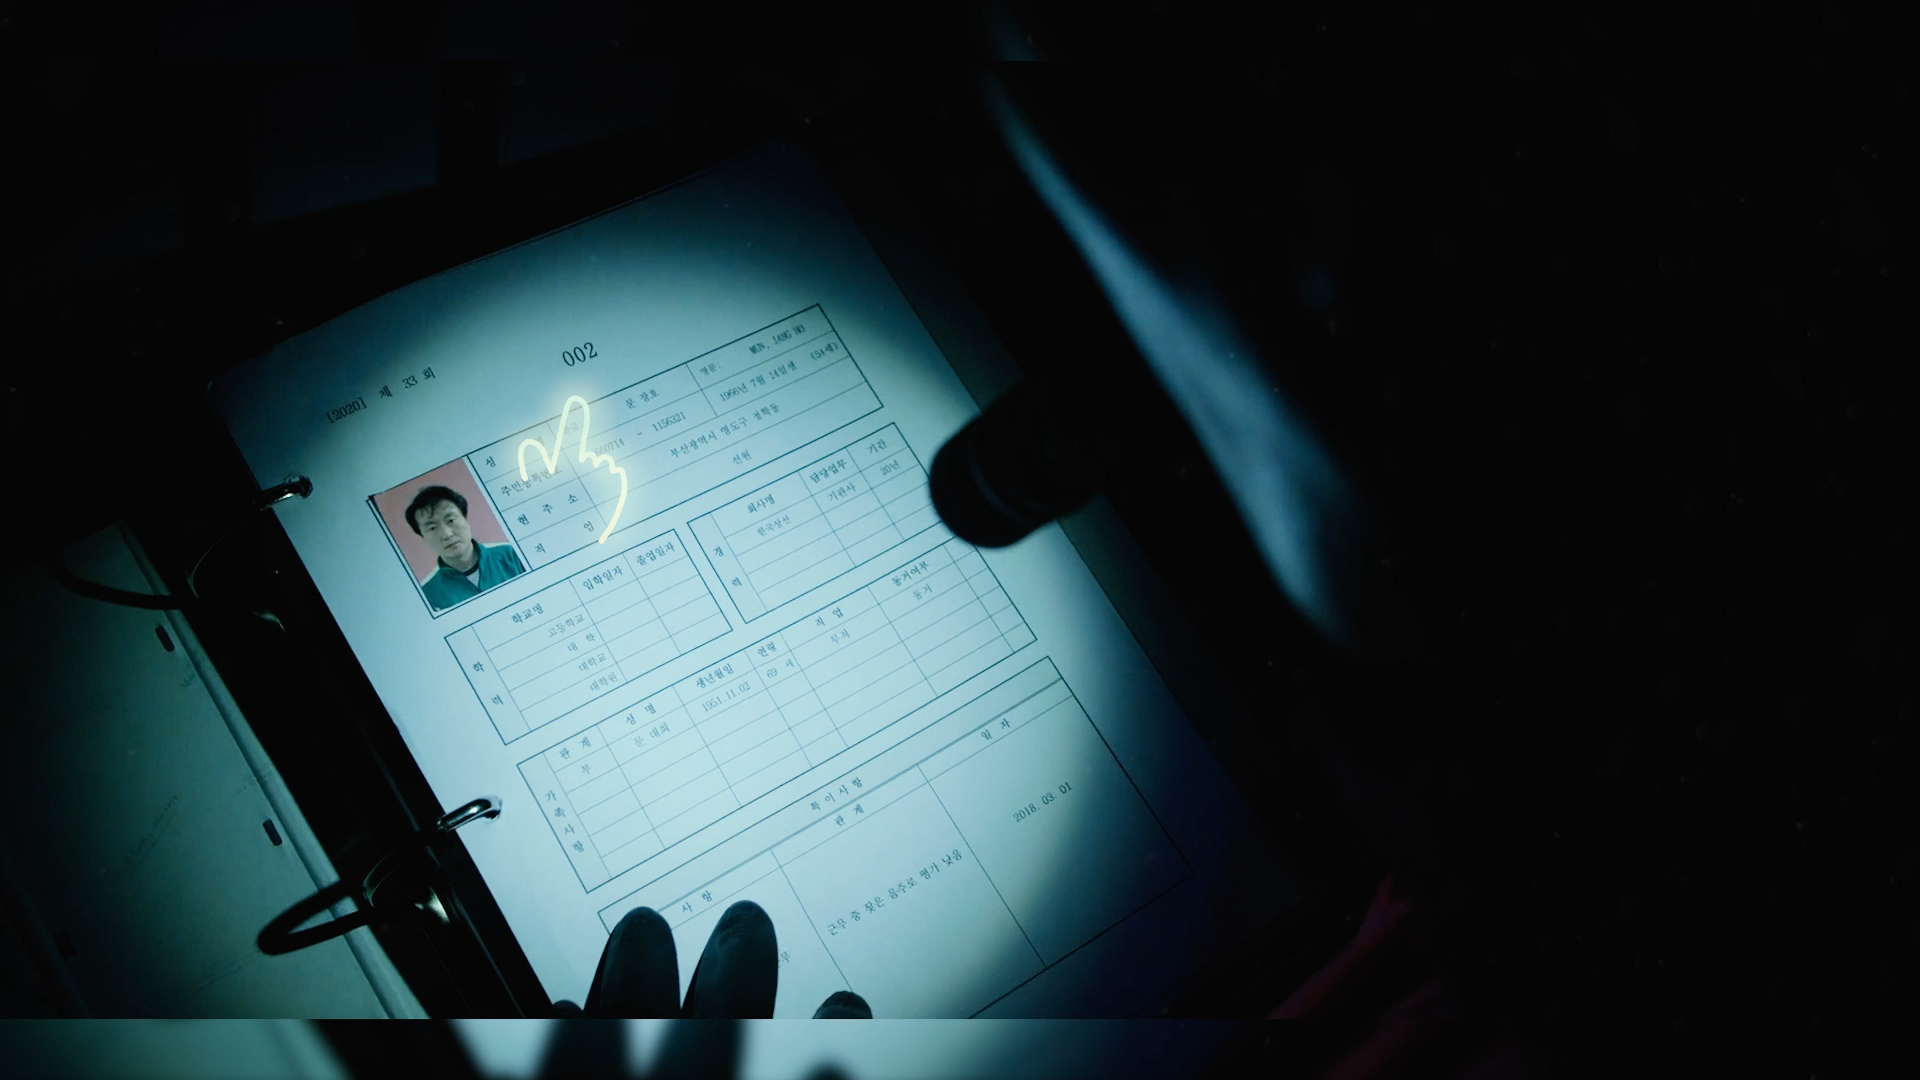 [2020] 제 33 회
002
성 문 장호 영문: MUN, JANG HO
주민등록번호 660714 - 1156321 1966년 7월 14일생 (54세)
현 주 소 부산광역시 영도구 청학동
직 업 선원
학 력
학교명 입학일자 졸업일자
고등학교
대 학
대학교
대학원
경 력
회사명 담당업무 기간
한국상선 기관사 20년
가족사항
관 계 성 명 생년월일 연령 직 업 동거여부
부 문 대희 1951.11.02 69 세 무직 동거
특 이 사 항
사 항 관 계 일 자
근무 중 잦은 음주로 평가 낮음 2018. 03. 01
무